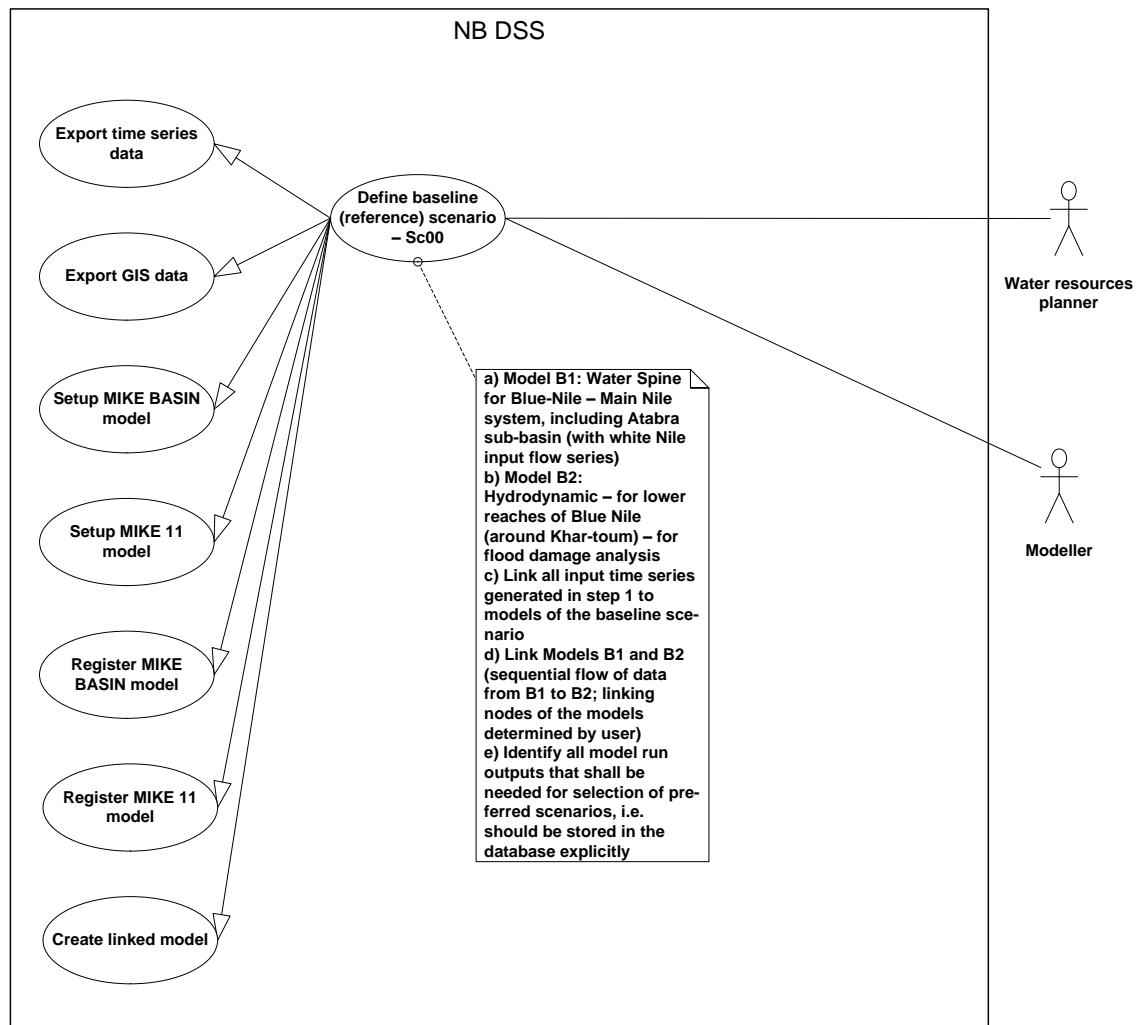 NB DSS
Export time series
data
Define baseline
(reference) scenario
– Sc00
Export GIS data
Water resources
planner
Setup MIKE BASIN
model
a) Model B1: Water Spine
for Blue-Nile – Main Nile
system, including Atabra
sub-basin (with white Nile
input flow series)
b) Model B2:
Hydrodynamic – for lower
reaches of Blue Nile
(around Khar-toum) – for
flood damage analysis
c) Link all input time series
generated in step 1 to
models of the baseline sce-
nario
d) Link Models B1 and B2
(sequential flow of data
from B1 to B2; linking
nodes of the models
determined by user)
e) Identify all model run
outputs that shall be
needed for selection of pre-
ferred scenarios, i.e.
should be stored in the
database explicitly
Setup MIKE 11
model
Modeller
Register MIKE
BASIN model
Register MIKE 11
model
Create linked model